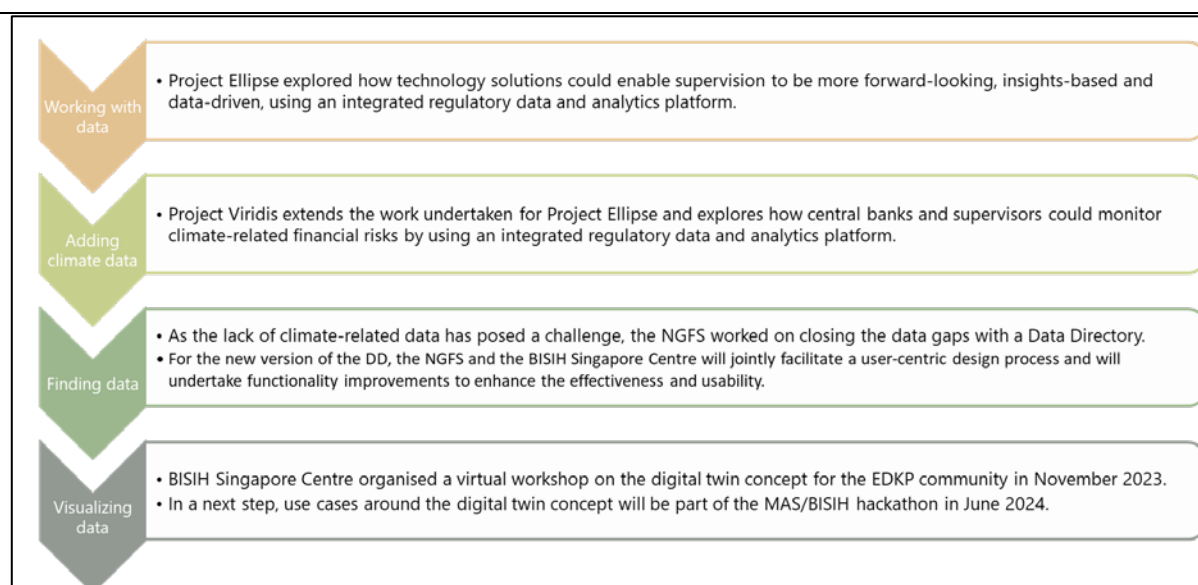 Working with
data
• Project Ellipse explored how technology solutions could enable supervision to be more forward-looking, insights-based and
data-driven, using an integrated regulatory data and analytics platform.
Adding
climate data
• Project Viridis extends the work undertaken for Project Ellipse and explores how central banks and supervisors could monitor
climate-related financial risks by using an integrated regulatory data and analytics platform.
Finding data
• As the lack of climate-related data has posed a challenge, the NGFS worked on closing the data gaps with a Data Directory.
• For the new version of the DD, the NGFS and the BISIH Singapore Centre will jointly facilitate a user-centric design process and will
undertake functionality improvements to enhance the effectiveness and usability.
Visualizing
data
• BISIH Singapore Centre organised a virtual workshop on the digital twin concept for the EDKP community in November 2023.
• In a next step, use cases around the digital twin concept will be part of the MAS/BISIH hackathon in June 2024.